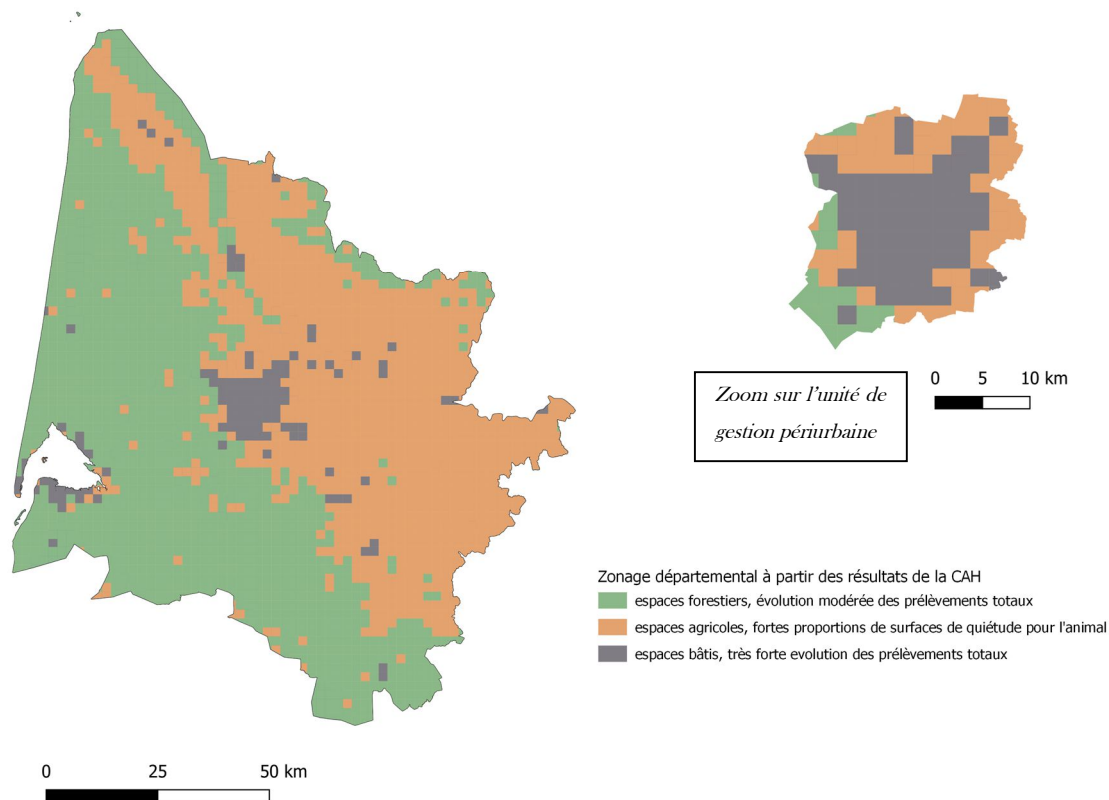 Zoom sur l'unité de
gestion périurbaine
0 5 10 km
Zonage départemental à partir des résultats de la CAH
espaces forestiers, évolution modérée des prélèvements totaux
espaces agricoles, fortes proportions de surfaces de quiétude pour l'animal
espaces bâtis, très forte evolution des prélèvements totaux
0 25 50 km